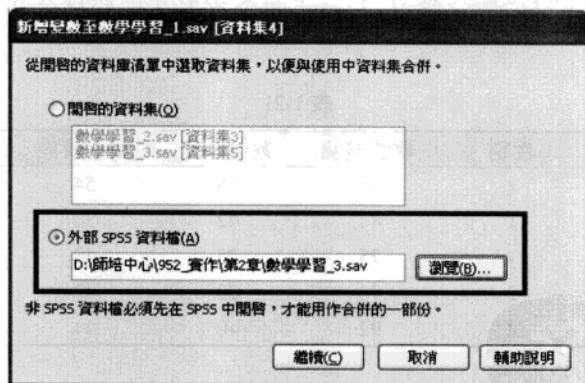 新增變數至數學學習_1.sav [資料集4]
從開啓的資料庫清單中選取資料集，以便與使用中資料集合併。
開啓的資料集(O)
數學學習_2.sav [資料集3]
數學學習_3.sav [資料集5]
外部 SPSS 資料檔(A)
D:\師培中心\952_實作\第2章\數學學習_3.sav
瀏覽(B)...
非 SPSS 資料檔必須先在 SPSS 中開啓，才能用作合併的一部份。
繼續(C)
取消
輔助說明